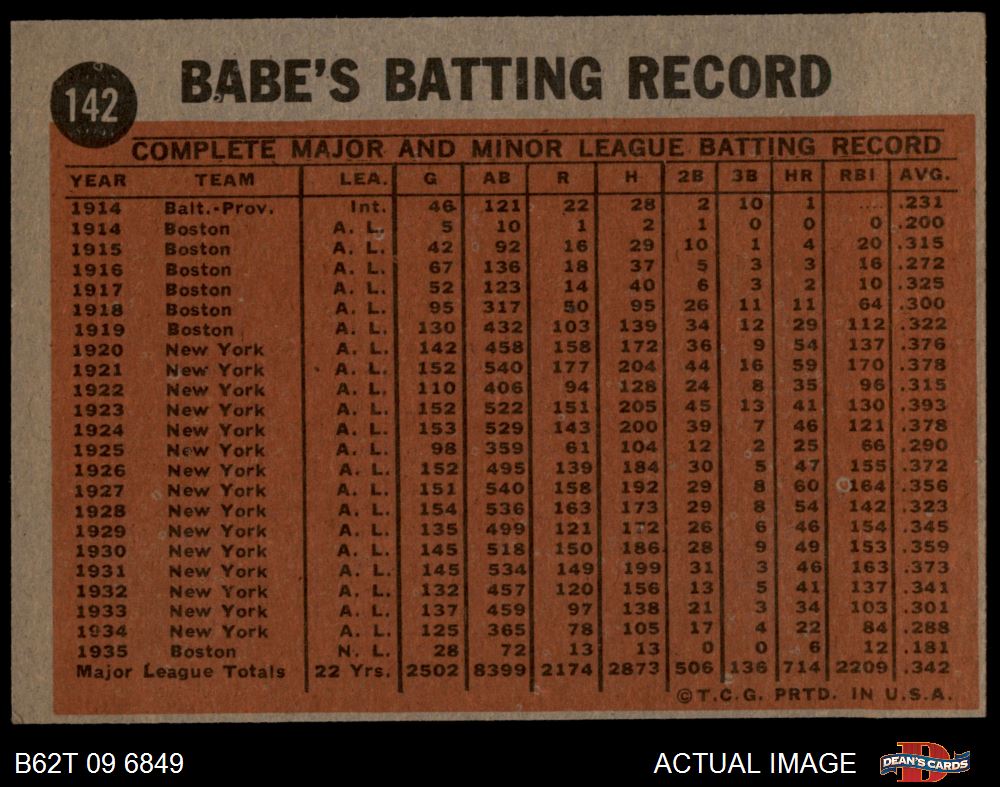 142
BABE'S BATTING RECORD
COMPLETE MAJOR AND MINOR LEAGUE BATTING RECORD
YEAR TEAM LEA. G AB R H 2B 3B HR RBI AVG.
1914 Balt.-Prov. Int. 46 121 22 28 2 10 1 .... .231
1914 Boston A. L. 5 10 1 2 1 0 0 0 .200
1915 Boston A. L. 42 92 16 29 10 1 4 20 .315
1916 Boston A. L. 67 136 18 37 5 3 3 16 .272
1917 Boston A. L. 52 123 14 40 6 3 2 10 .325
1918 Boston A. L. 95 317 50 95 26 11 11 64 .300
1919 Boston A. L. 130 432 103 139 34 12 29 112 .322
1920 New York A. L. 142 458 158 172 36 9 54 137 .376
1921 New York A. L. 152 540 177 204 44 16 59 170 .378
1922 New York A. L. 110 406 94 128 24 8 35 96 .315
1923 New York A. L. 152 522 151 205 45 13 41 130 .393
1924 New York A. L. 153 529 143 200 39 7 46 121 .378
1925 New York A. L. 98 359 61 104 12 2 25 66 .290
1926 New York A. L. 152 495 139 184 30 5 47 155 .372
1927 New York A. L. 151 540 158 192 29 8 60 164 .356
1928 New York A. L. 154 536 163 173 29 8 54 142 .323
1929 New York A. L. 135 499 121 172 26 6 46 154 .345
1930 New York A. L. 145 518 150 186 28 9 49 153 .359
1931 New York A. L. 145 534 149 199 31 3 46 163 .373
1932 New York A. L. 132 457 120 156 13 5 41 137 .341
1933 New York A. L. 137 459 97 138 21 3 34 103 .301
1934 New York A. L. 125 365 78 105 17 4 22 84 .288
1935 Boston N. L. 28 72 13 13 0 0 6 12 .181
Major League Totals 22 Yrs. 2502 8399 2174 2873 506 136 714 2209 .342
©T.C.G. PRTD. IN U.S.A.
B62T 09 6849 ACTUAL IMAGE DEAN'S CARDS